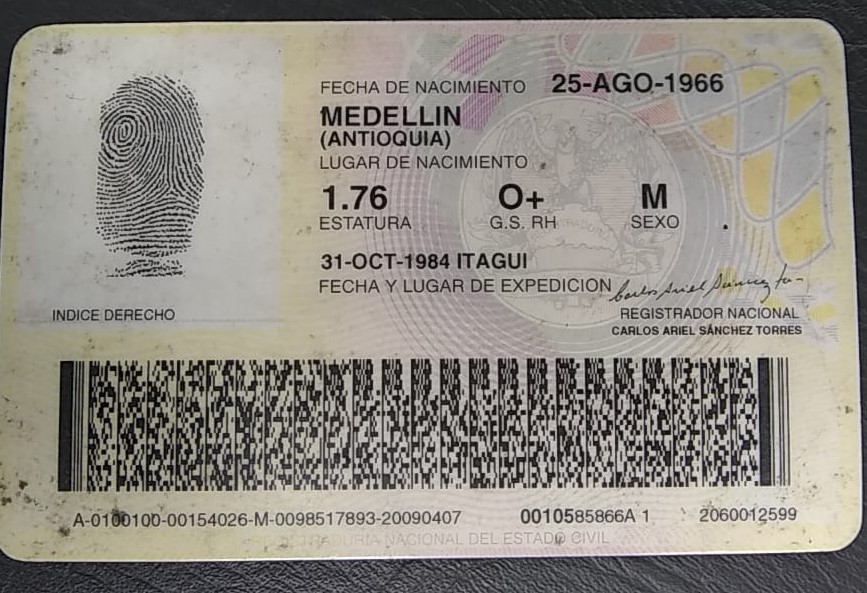 FECHA DE NACIMIENTO 25-AGO-1966
MEDELLIN
(ANTIOQUIA)
LUGAR DE NACIMIENTO
1.76 O+ M
ESTATURA G.S. RH SEXO
31-OCT-1984 ITAGUI
FECHA Y LUGAR DE EXPEDICION
INDICE DERECHO
REGISTRADOR NACIONAL
CARLOS ARIEL SÁNCHEZ TORRES
A-0100100-00154026-M-0098517893-20090407 0010585866A 1 2060012599
REGISTRADURIA NACIONAL DEL ESTADO CIVIL